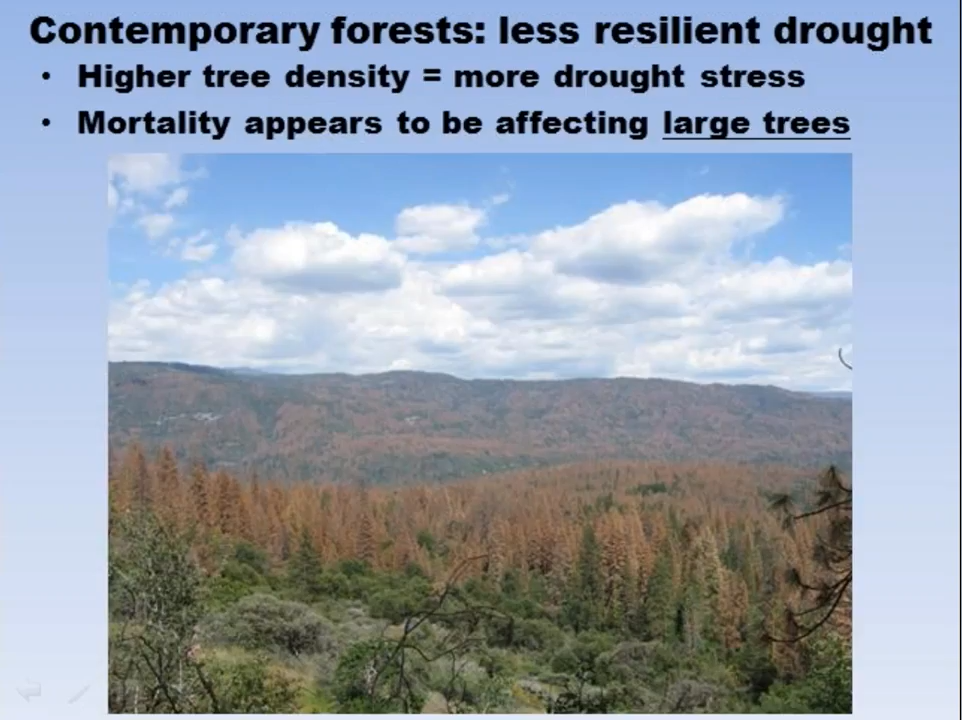 Contemporary forests: less resilient drought
• Higher tree density = more drought stress
• Mortality appears to be affecting large trees